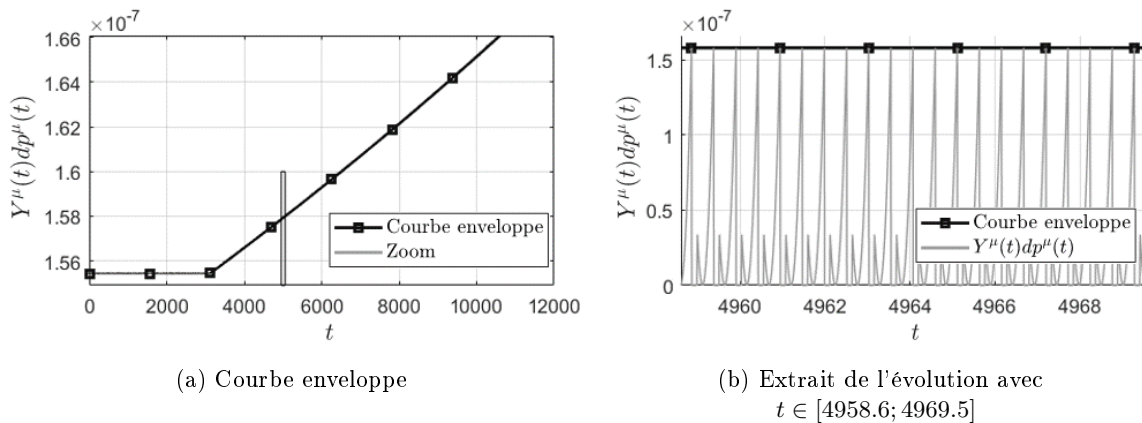 ×10⁻⁷
1.66
1.64
1.62
1.6
1.58
1.56
Y^μ(t)dp^μ(t)
Courbe enveloppe
Zoom
0 2000 4000 6000 8000 10000 12000
t
(a) Courbe enveloppe
×10⁻⁷
1.5
1
0.5
0
Y^μ(t)dp^μ(t)
Courbe enveloppe
Y^μ(t)dp^μ(t)
4960 4962 4964 4966 4968
t
(b) Extrait de l'évolution avec
t ∈ [4958.6; 4969.5]